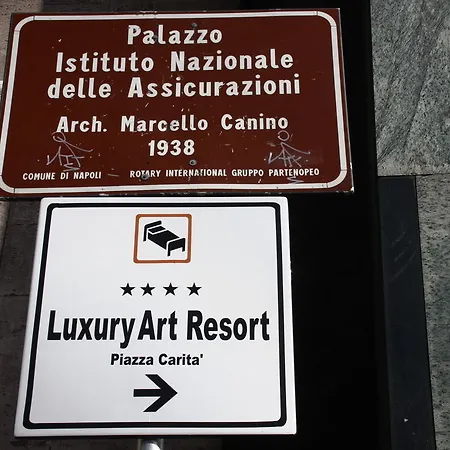 Palazzo
Istituto Nazionale
delle Assicurazioni
Arch. Marcello Canino
1938
COMUNE DI NAPOLI ROTARY INTERNATIONAL GRUPPO PARTENOPEO
Luxury Art Resort
Piazza Carita'